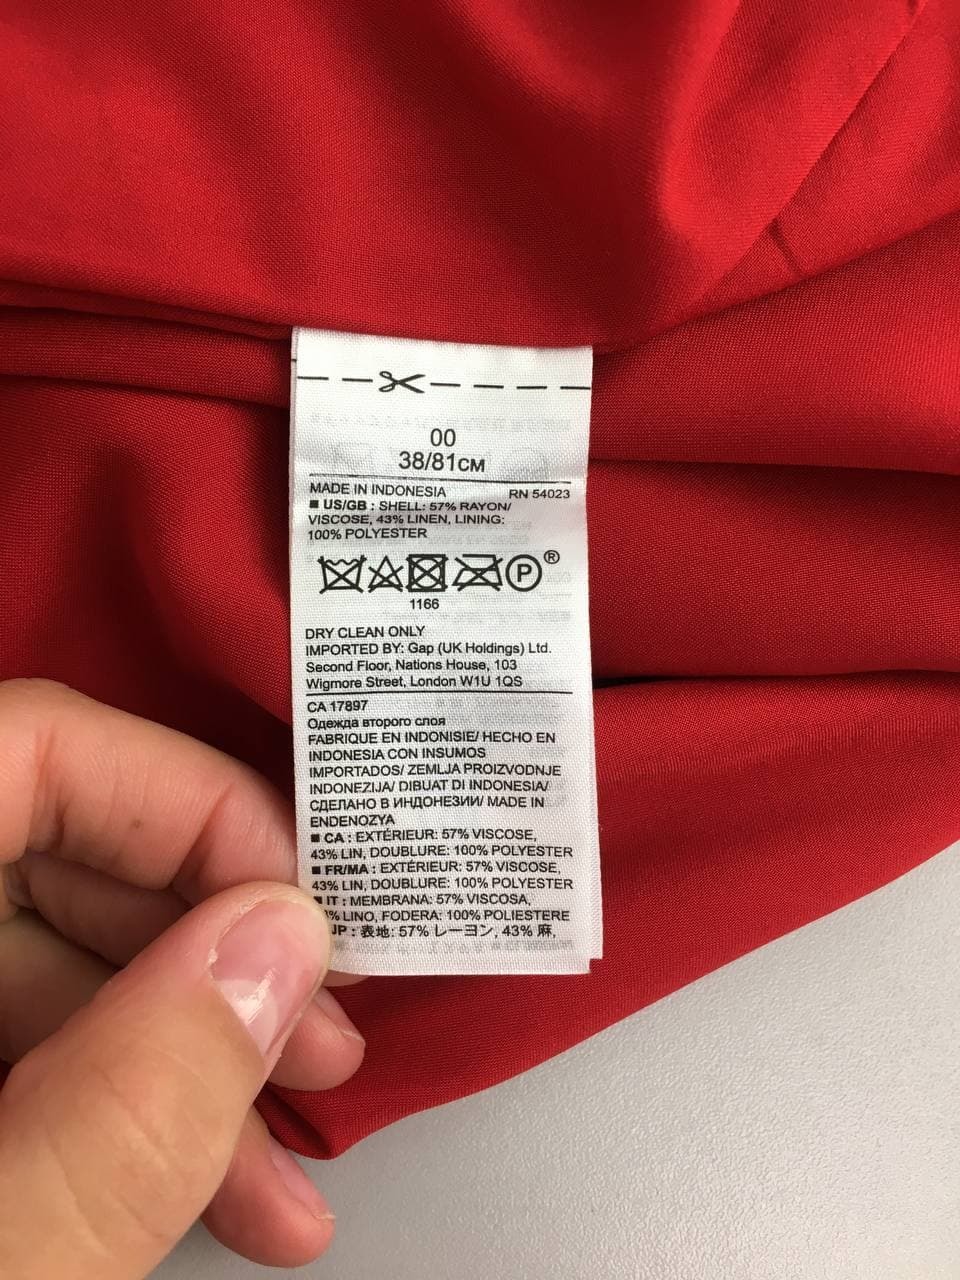 00
38/81CM
MADE IN INDONESIA RN 54023
■ US/GB : SHELL: 57% RAYON/
VISCOSE, 43% LINEN, LINING:
100% POLYESTER
P ®
1166
DRY CLEAN ONLY
IMPORTED BY: Gap (UK Holdings) Ltd.
Second Floor, Nations House, 103
Wigmore Street, London W1U 1QS
CA 17897
Одежда второго слоя
FABRIQUE EN INDONISIE/ HECHO EN
INDONESIA CON INSUMOS
IMPORTADOS/ ZEMLJA PROIZVODNJE
INDONEZIJA/ DIBUAT DI INDONESIA/
СДЕЛАНО В ИНДОНЕЗИИ/ MADE IN
ENDENOZYA
■ CA : EXTÉRIEUR: 57% VISCOSE,
43% LIN, DOUBLURE: 100% POLYESTER
■ FR/MA : EXTÉRIEUR: 57% VISCOSE,
43% LIN, DOUBLURE: 100% POLYESTER
■ IT : MEMBRANA: 57% VISCOSA,
% LINO, FODERA: 100% POLIESTERE
JP : 表地: 57% レーヨン, 43% 麻,